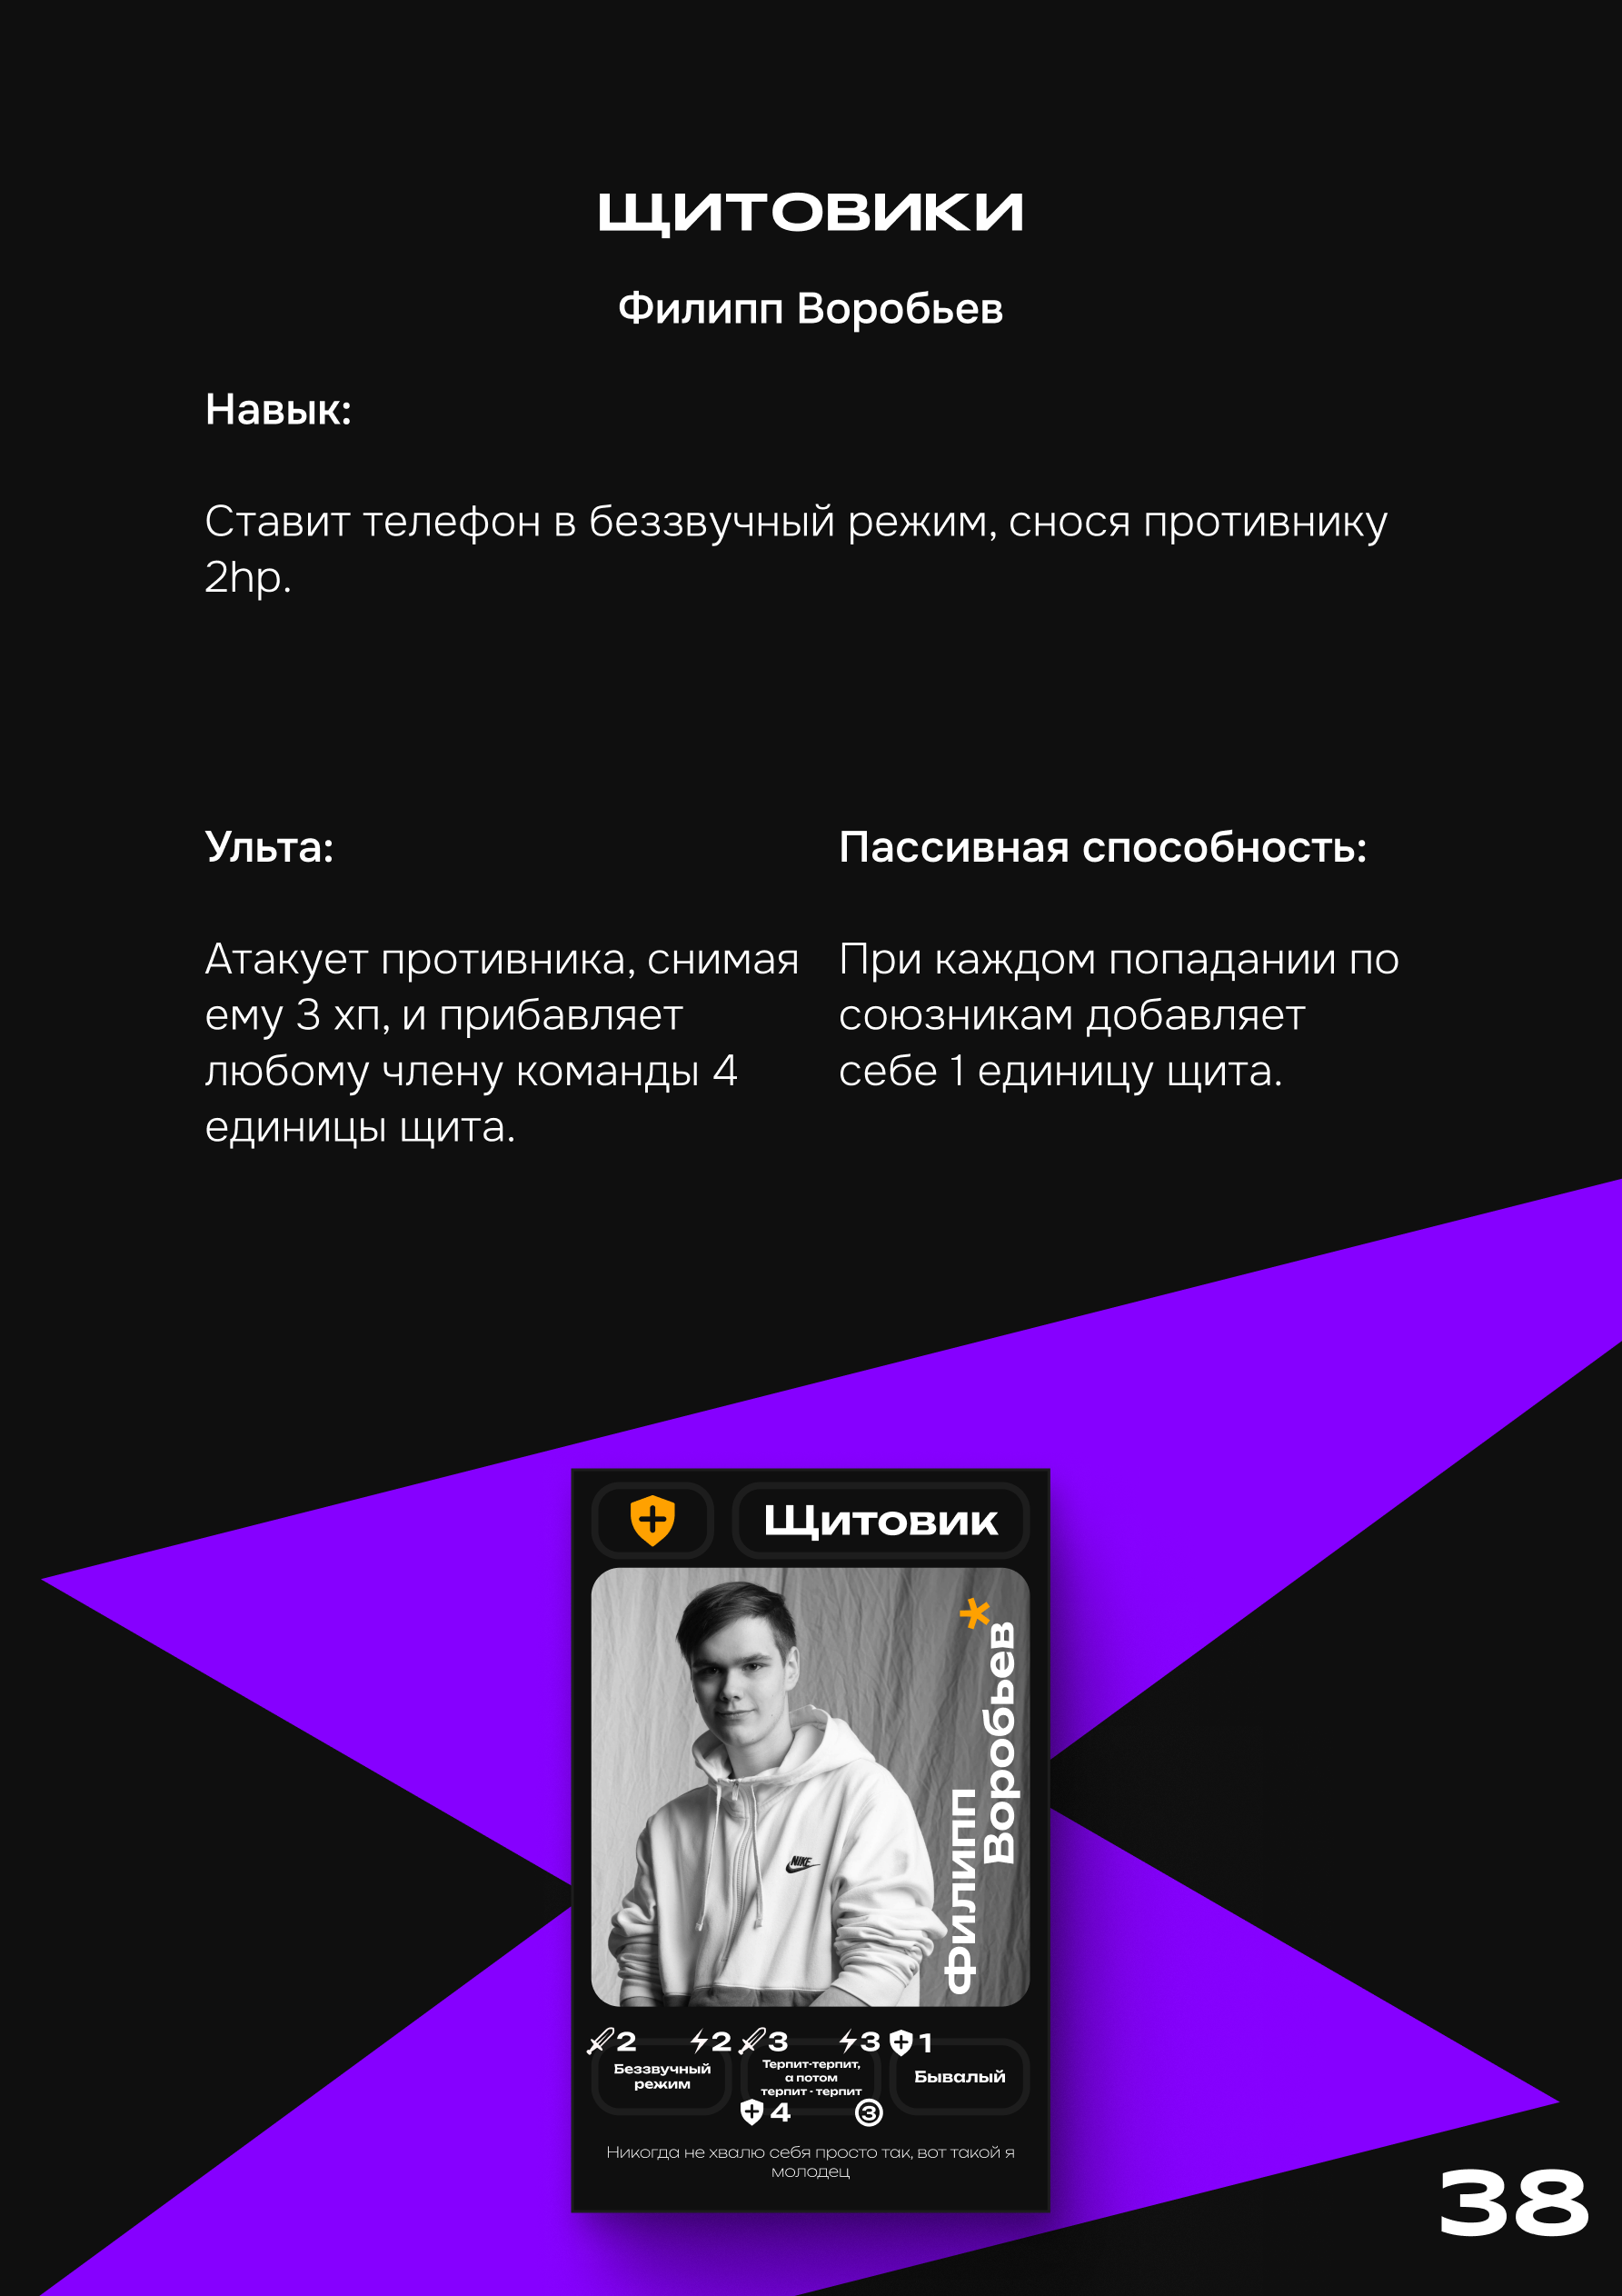 ЩИТОВИКИ
Филипп Воробьев
Навык:
Ставит телефон в беззвучный режим, снося противнику
2hp.
Ульта:
Атакует противника, снимая
ему 3 хп, и прибавляет
любому члену команды 4
единицы щита.
Пассивная способность:
При каждом попадании по
союзникам добавляет
себе 1 единицу щита.
Щитовик
Филипп
Воробьев
*
NIKE
2
2
Беззвучный
режим
3
3
Терпит-терпит,
а потом
терпит - терпит
4
3
1
Бывалый
Никогда не хвалю себя просто так, вот такой я
молодец
38